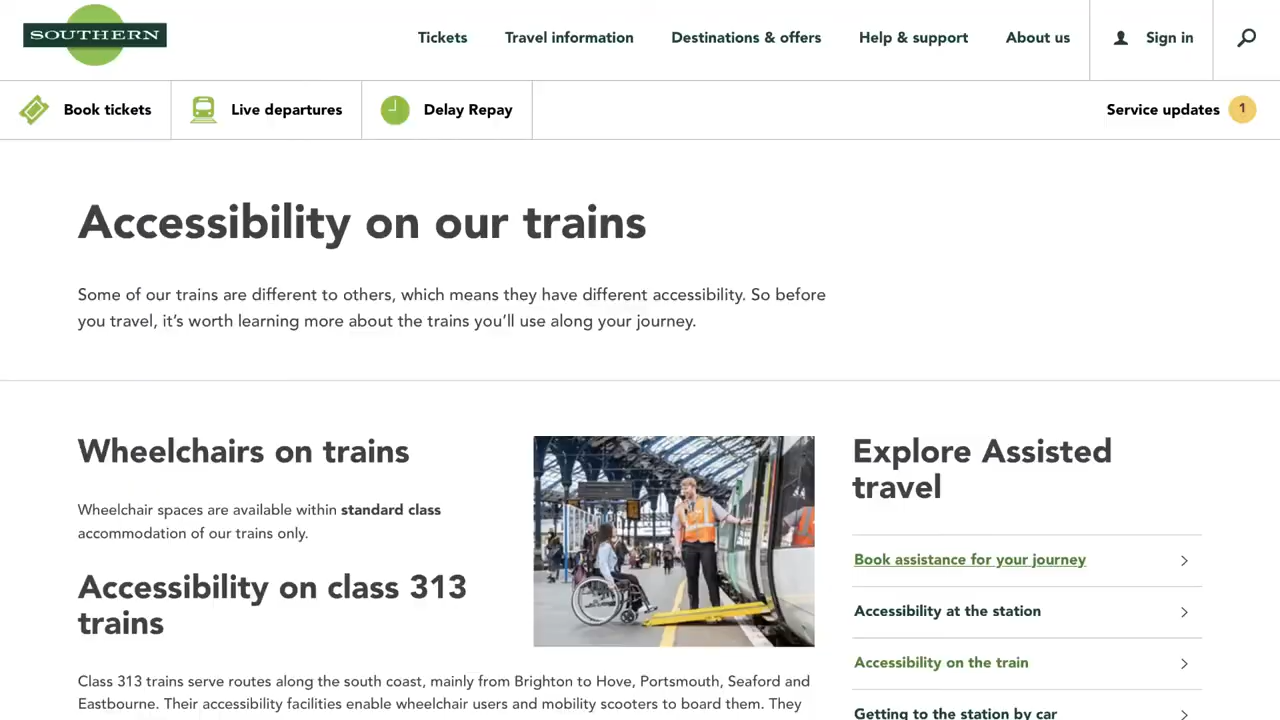 SOUTHERN
Tickets
Travel information
Destinations & offers
Help & support
About us
Sign in
Book tickets
Live departures
Delay Repay
Service updates 1
Accessibility on our trains
Some of our trains are different to others, which means they have different accessibility. So before
you travel, it’s worth learning more about the trains you’ll use along your journey.
Wheelchairs on trains
Wheelchair spaces are available within standard class
accommodation of our trains only.
Accessibility on class 313
trains
Class 313 trains serve routes along the south coast, mainly from Brighton to Hove, Portsmouth, Seaford and
Eastbourne. Their accessibility facilities enable wheelchair users and mobility scooters to board them. They
Explore Assisted
travel
Book assistance for your journey
Accessibility at the station
Accessibility on the train
Getting to the station by car